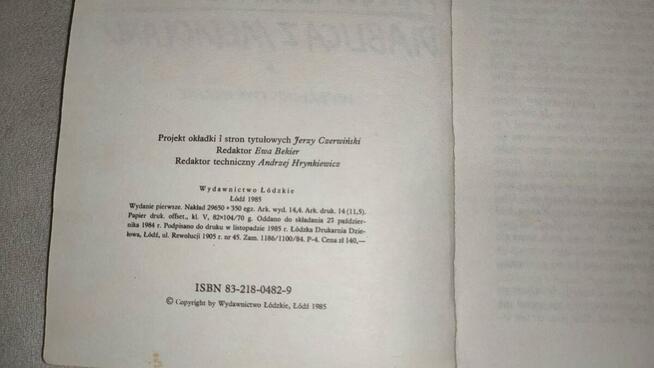 Projekt okładki i stron tytułowych Jerzy Czerwiński
Redaktor Ewa Bekier
Redaktor techniczny Andrzej Hrynkiewicz
Wydawnictwo Łódzkie
Łódź 1985
Wydanie pierwsze. Nakład 29650 + 350 egz. Ark. wyd. 14,4. Ark. druk. 14 (11,5).
Papier druk. offset., kl. V, 82×104/70 g. Oddano do składania 27 paździer-
nika 1984 r. Podpisano do druku w listopadzie 1985 r. Łódzka Drukarnia Dzie-
łowa, Łódź, ul. Rewolucji 1905 r. nr 45. Zam. 1186/1100/84. P-4. Cena zł 140,—
ISBN 83-218-0482-9
© Copyright by Wydawnictwo Łódzkie, Łódź 1985